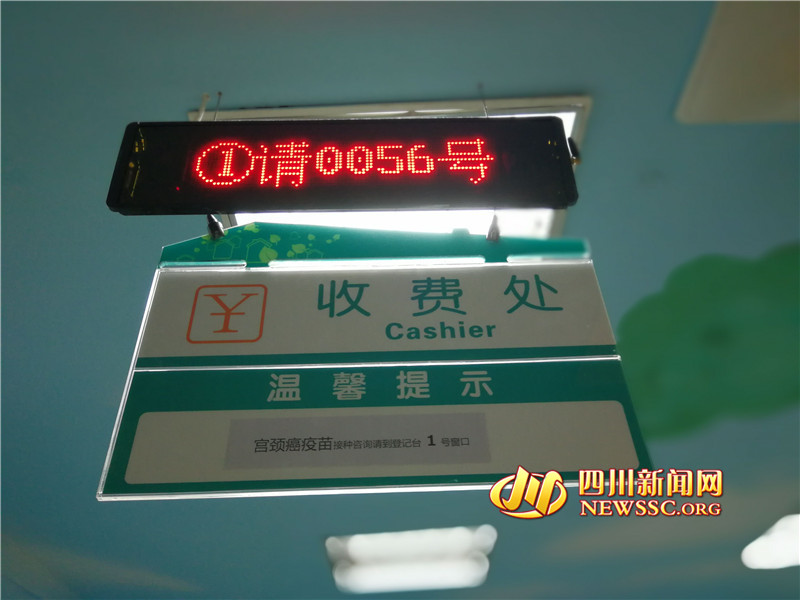 ①请0056号
¥ 收费处
Cashier
温馨提示
宫颈癌疫苗接种咨询请到登记台 1 号窗口
四川新闻网
NEWSSC.ORG